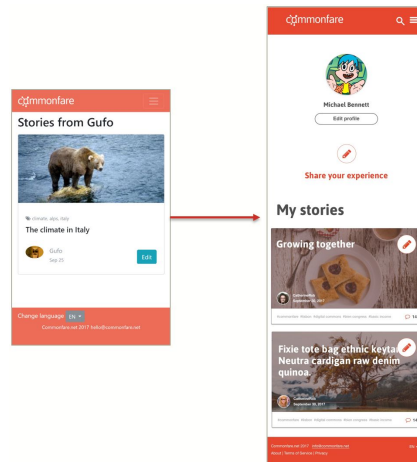 commonfare
Stories from Gufo
climate, alps, italy
The climate in Italy
Gufo
Sep 25
Edit
Change language EN
Commonfare.net 2017 hello@commonfare.net
commonfare
Michael Bennett
Edit profile
Share your experience
My stories
Growing together
September 30, 2017
14
Fixie tote bag ethnic keyta
Neutra cardigan raw denim
quinoa.
September 30, 2017
14
Commonfare.net 2017 info@commonfare.net
About | Terms of Service | Privacy